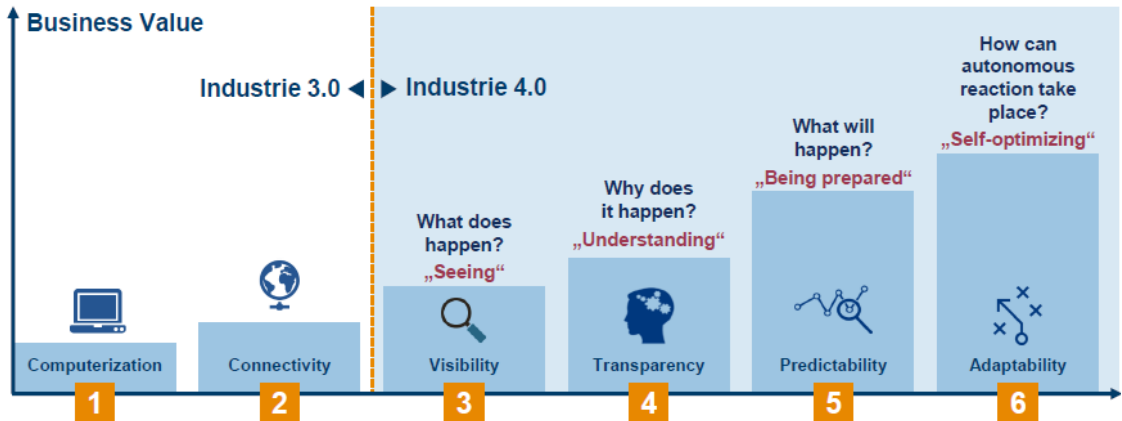 Business Value
Industrie 3.0
Industrie 4.0
What does
happen?
„Seeing“
Why does
it happen?
„Understanding“
What will
happen?
„Being prepared“
How can
autonomous
reaction take
place?
„Self-optimizing“
Computerization
Connectivity
Visibility
Transparency
Predictability
Adaptability
1
2
3
4
5
6